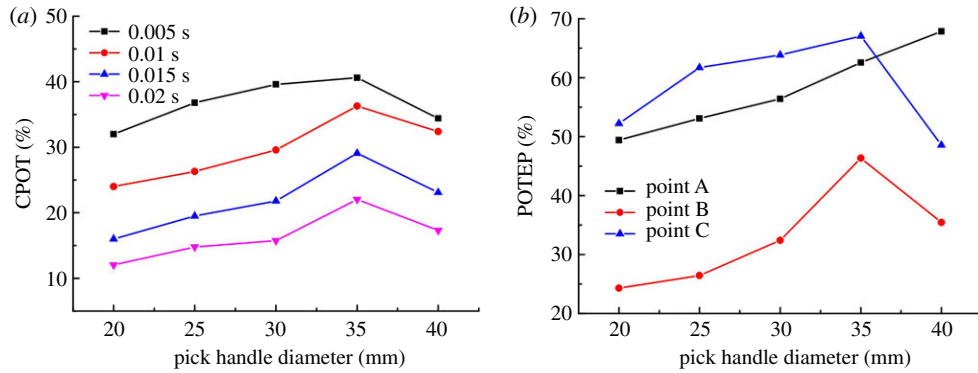 (a)
50
40
30
20
10
CPOT (%)
0.005 s
0.01 s
0.015 s
0.02 s
20 25 30 35 40
pick handle diameter (mm)
(b)
70
60
50
40
30
20
POTEP (%)
point A
point B
point C
20 25 30 35 40
pick handle diameter (mm)